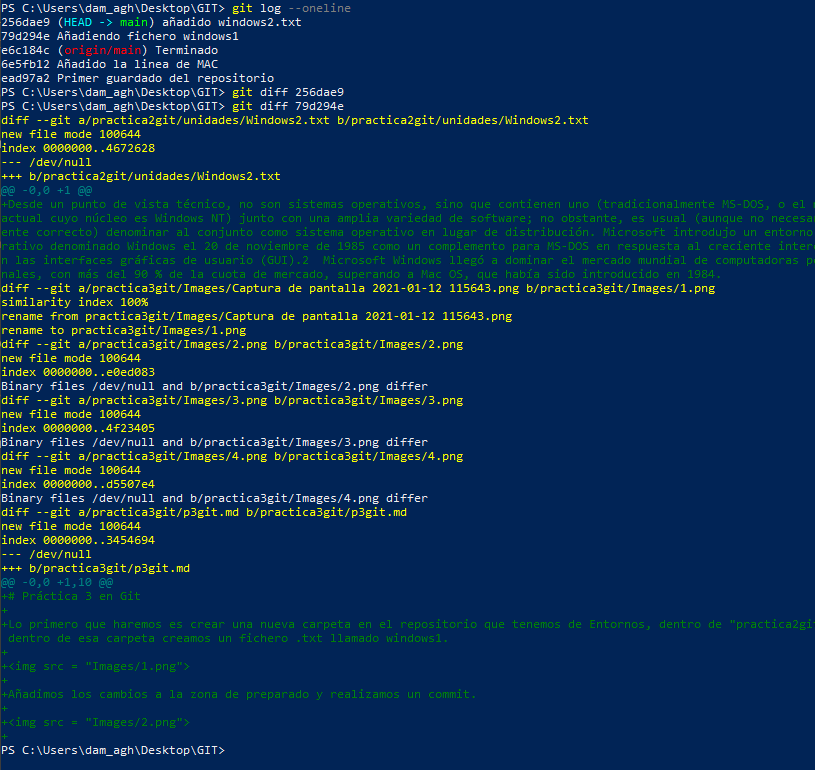 PS C:\Users\dam_agh\Desktop\GIT> git log --oneline
256dae9 (HEAD -> main) añadido windows2.txt
79d294e Añadiendo fichero windows1
e6c184c (origin/main) Terminado
6e5fb12 Añadido la linea de MAC
ead97a2 Primer guardado del repositorio
PS C:\Users\dam_agh\Desktop\GIT> git diff 256dae9
PS C:\Users\dam_agh\Desktop\GIT> git diff 79d294e
diff --git a/practica2git/unidades/Windows2.txt b/practica2git/unidades/Windows2.txt
new file mode 100644
index 0000000..4672628
--- /dev/null
+++ b/practica2git/unidades/Windows2.txt
@@ -0,0 +1 @@
+Desde un punto de vista técnico, no son sistemas operativos, sino que contienen uno (tradicionalmente MS-DOS, o el
actual cuyo núcleo es Windows NT) junto con una amplia variedad de software; no obstante, es usual (aunque no necesa
ente correcto) denominar al conjunto como sistema operativo en lugar de distribución. Microsoft introdujo un entorno
rativo denominado Windows el 20 de noviembre de 1985 como un complemento para MS-DOS en respuesta al creciente inter
n las interfaces gráficas de usuario (GUI).2  Microsoft Windows llegó a dominar el mercado mundial de computadoras pe
nales, con más del 90 % de la cuota de mercado, superando a Mac OS, que había sido introducido en 1984.
diff --git a/practica3git/Images/Captura de pantalla 2021-01-12 115643.png b/practica3git/Images/1.png
similarity index 100%
rename from practica3git/Images/Captura de pantalla 2021-01-12 115643.png
rename to practica3git/Images/1.png
diff --git a/practica3git/Images/2.png b/practica3git/Images/2.png
new file mode 100644
index 0000000..e0ed083
Binary files /dev/null and b/practica3git/Images/2.png differ
diff --git a/practica3git/Images/3.png b/practica3git/Images/3.png
new file mode 100644
index 0000000..4f23405
Binary files /dev/null and b/practica3git/Images/3.png differ
diff --git a/practica3git/Images/4.png b/practica3git/Images/4.png
new file mode 100644
index 0000000..d5507e4
Binary files /dev/null and b/practica3git/Images/4.png differ
diff --git a/practica3git/p3git.md b/practica3git/p3git.md
new file mode 100644
index 0000000..3454694
--- /dev/null
+++ b/practica3git/p3git.md
@@ -0,0 +1,10 @@
+# Práctica 3 en Git
+
+Lo primero que haremos es crear una nueva carpeta en el repositorio que tenemos de Entornos, dentro de "practica2gi
 dentro de esa carpeta creamos un fichero .txt llamado windows1.
+
+<img src = "Images/1.png">
+
+Añadimos los cambios a la zona de preparado y realizamos un commit.
+
+<img src = "Images/2.png">
+
PS C:\Users\dam_agh\Desktop\GIT>